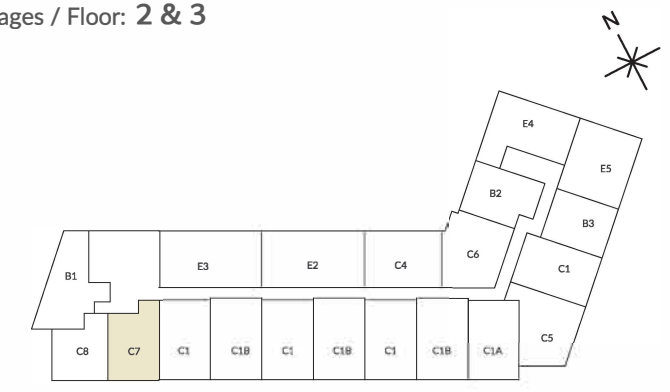 ages / Floor: 2 & 3
N
E4
E5
B2
B3
C6
C1
B1
E3
E2
C4
C5
C8
C7
C1
C1B
C1
C1B
C1
C1B
C1A